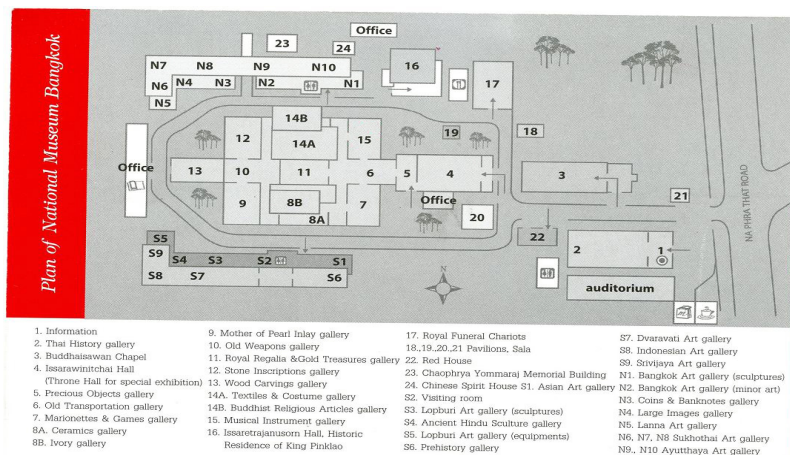 Plan of National Museum Bangkok
Office
23
24
N7 N8 N9 N10
N6 N4 N3 N2 N1
N5
16
17
14B
12 14A 15
19
18
Office
13 10 11 6 5 4 3
Office
8B
9 8A 7
20
21
NA PHRA THAT ROAD
22
2 1
S5
S9 S4 S3 S2 S1
S8 S7 S6
N
auditorium
1. Information
2. Thai History gallery
3. Buddhaisawan Chapel
4. Issarawinitchai Hall
(Throne Hall for special exhibition)
5. Precious Objects gallery
6. Old Transportation gallery
7. Marionettes & Games gallery
8A. Ceramics gallery
8B. Ivory gallery
9. Mother of Pearl Inlay gallery
10. Old Weapons gallery
11. Royal Regalia &Gold Treasures gallery
12. Stone Inscriptions gallery
13. Wood Carvings gallery
14A. Textiles & Costume gallery
14B. Buddhist Religious Articles gallery
15. Musical Instrument gallery
16. Issaretrajanusorn Hall, Historic
Residence of King Pinklao
17. Royal Funeral Chariots
18.,19.,20.,21 Pavilions, Sala
22. Red House
23. Chaophrya Yommaraj Memorial Building
24. Chinese Spirit House S1. Asian Art gallery
S2. Visiting room
S3. Lopburi Art gallery (sculptures)
S4. Ancient Hindu Sculture gallery
S5. Lopburi Art gallery (equipments)
S6. Prehistory gallery
S7. Dvaravati Art gallery
S8. Indonesian Art gallery
S9. Srivijaya Art gallery
N1. Bangkok Art gallery (sculptures)
N2. Bangkok Art gallery (minor art)
N3. Coins & Banknotes gallery
N4. Large Images gallery
N5. Lanna Art gallery
N6, N7, N8 Sukhothai Art gallery
N9., N10 Ayutthaya Art gallery